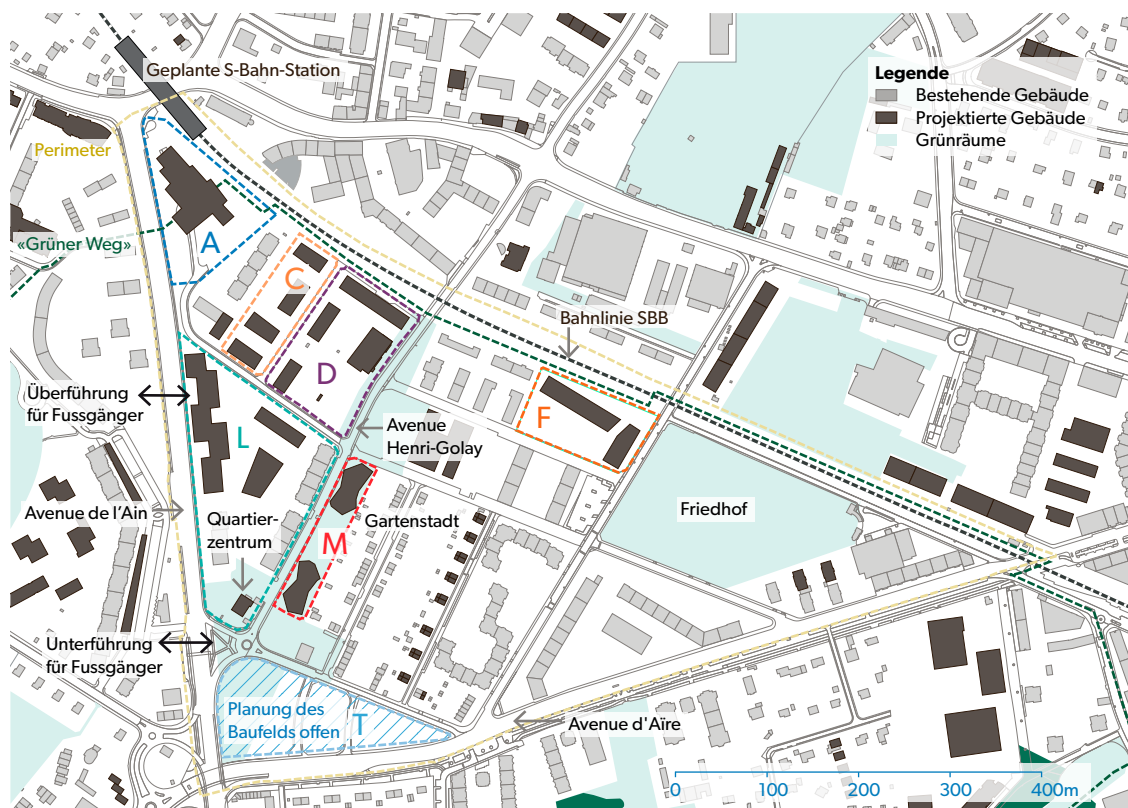 Geplante S-Bahn-Station
Legende
Bestehende Gebäude
Projektierte Gebäude
Grünräume
Perimeter
«Grüner Weg»
A
C
D
Bahnlinie SBB
Überführung
für Fussgänger
L
F
Avenue
Henri-Golay
Avenue de l'Ain
Quartier-
zentrum
M
Gartenstadt
Friedhof
Unterführung
für Fussgänger
Planung des
Baufelds offen
T
Avenue d'Aïre
0 100 200 300 400m